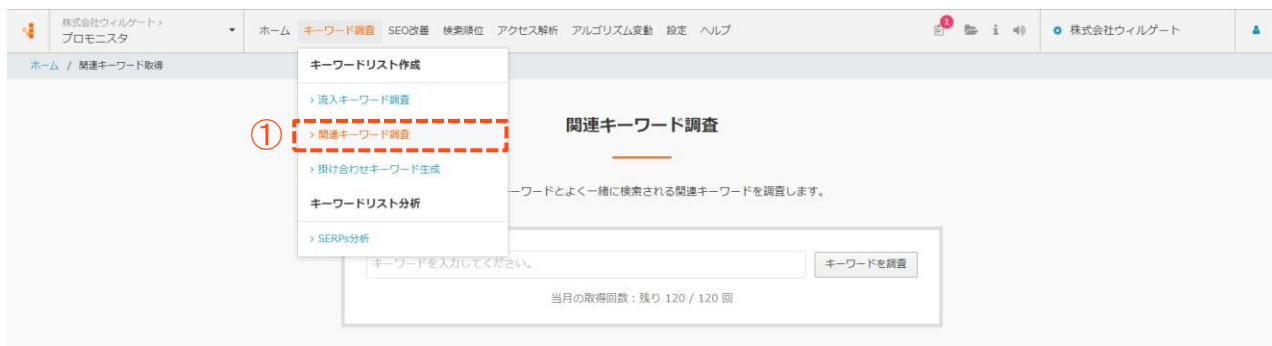 株式会社ウィルゲート ›
プロモニスタ
ホーム キーワード調査 SEO改善 検索順位 アクセス解析 アルゴリズム変動 設定 ヘルプ
1
株式会社ウィルゲート
ホーム / 関連キーワード取得
キーワードリスト作成
› 流入キーワード調査
① › 関連キーワード調査
› 掛け合わせキーワード生成
キーワードリスト分析
› SERPs分析
関連キーワード調査
ーワードとよく一緒に検索される関連キーワードを調査します。
キーワードを入力してください。
キーワードを調査
当月の取得回数：残り 120 / 120 回